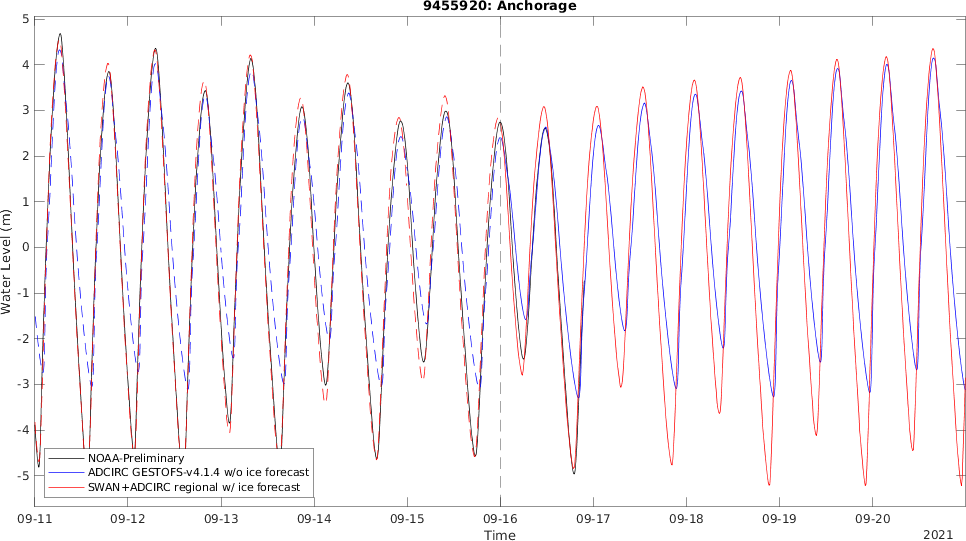 9455920: Anchorage
5
4
3
2
1
0
-1
-2
-3
-4
-5
Water Level (m)
NOAA-Preliminary
ADCIRC GESTOFS-v4.1.4 w/o ice forecast
SWAN+ADCIRC regional w/ ice forecast
09-11 09-12 09-13 09-14 09-15 09-16 09-17 09-18 09-19 09-20
Time
2021